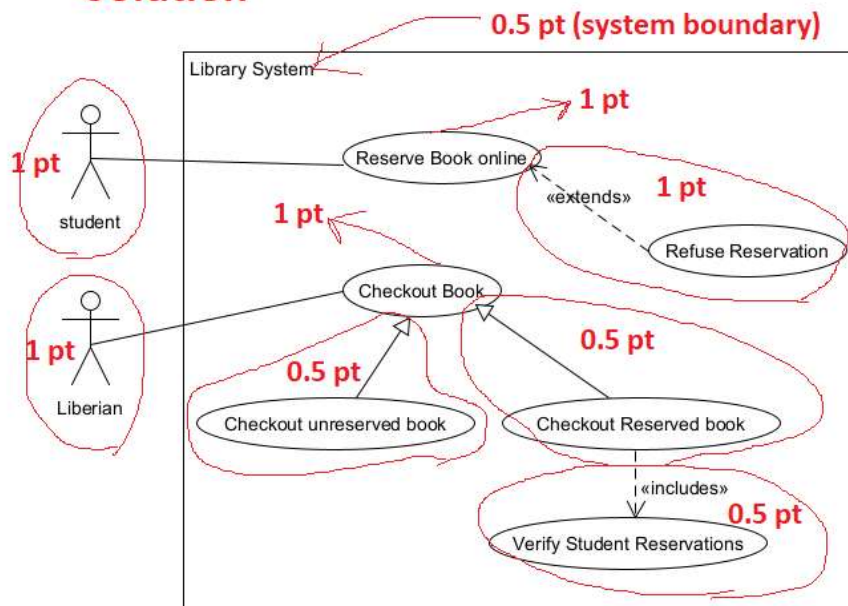 solution
0.5 pt (system boundary)
Library System
1 pt
Reserve Book online
1 pt
student
«extends»
1 pt
Refuse Reservation
1 pt
Checkout Book
1 pt
Liberian
0.5 pt
0.5 pt
Checkout unreserved book
Checkout Reserved book
«includes»
0.5 pt
Verify Student Reservations